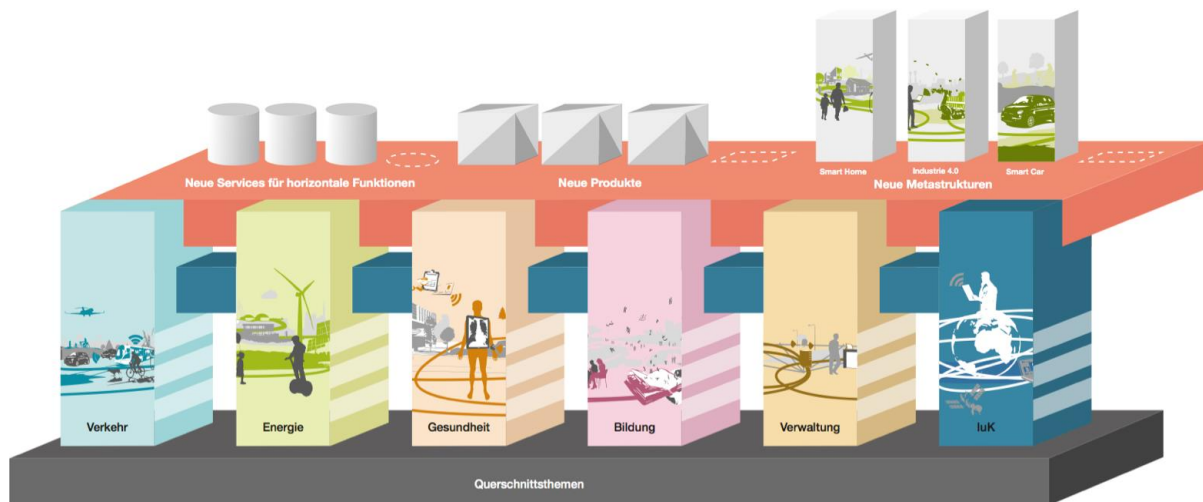 Smart Home
Industrie 4.0
Smart Car
Neue Services für horizontale Funktionen
Neue Produkte
Neue Metastrukturen
Verkehr
Energie
Gesundheit
Bildung
Verwaltung
IuK
Querschnittsthemen